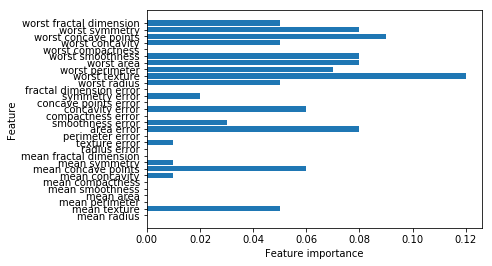 worst fractal dimension
worst symmetry
worst concave points
worst concavity
worst compactness
worst smoothness
worst area
worst perimeter
worst texture
worst radius
fractal dimension error
symmetry error
concave points error
concavity error
compactness error
smoothness error
area error
perimeter error
texture error
radius error
mean fractal dimension
mean symmetry
mean concave points
mean concavity
mean compactness
mean smoothness
mean area
mean perimeter
mean texture
mean radius
Feature
0.00 0.02 0.04 0.06 0.08 0.10 0.12
Feature importance